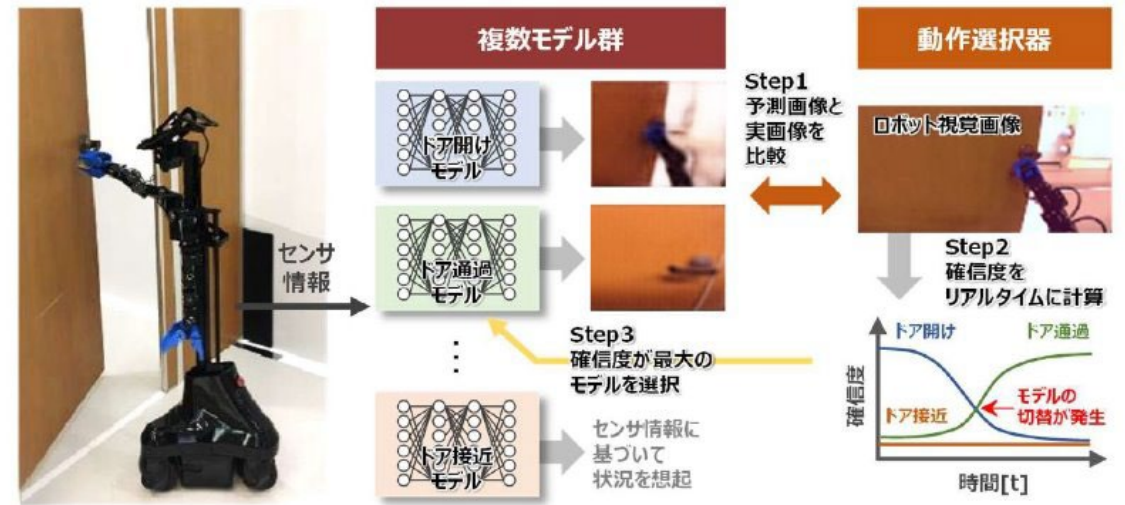 複数モデル群
動作選択器
ドア開け
モデル
Step1
予測画像と
実画像を
比較
ロボット視覚画像
センサ
情報
ドア通過
モデル
Step2
確信度を
リアルタイムに計算
Step3
確信度が最大の
モデルを選択
⋮
ドア接近
モデル
センサ情報に
基づいて
状況を想起
確信度
ドア開け
ドア通過
ドア接近
モデルの
切替が発生
時間[t]